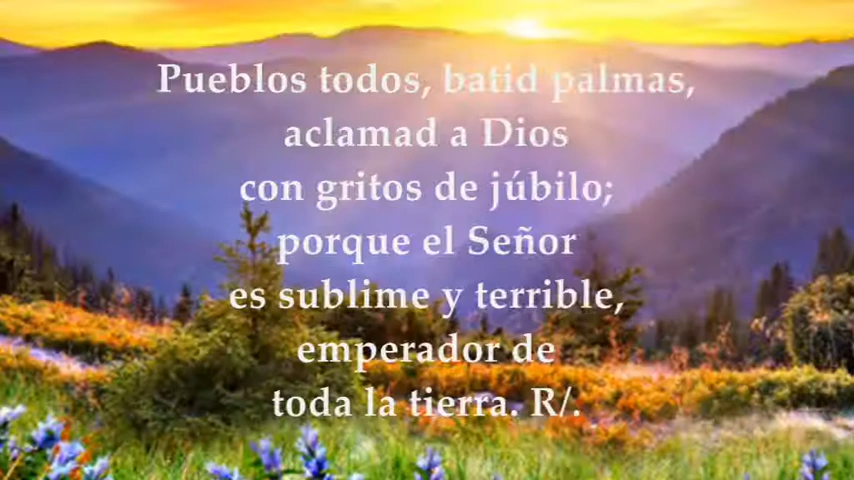 Pueblos todos, batid palmas,
aclamad a Dios
con gritos de júbilo;
porque el Señor
es sublime y terrible,
emperador de
toda la tierra. R/.